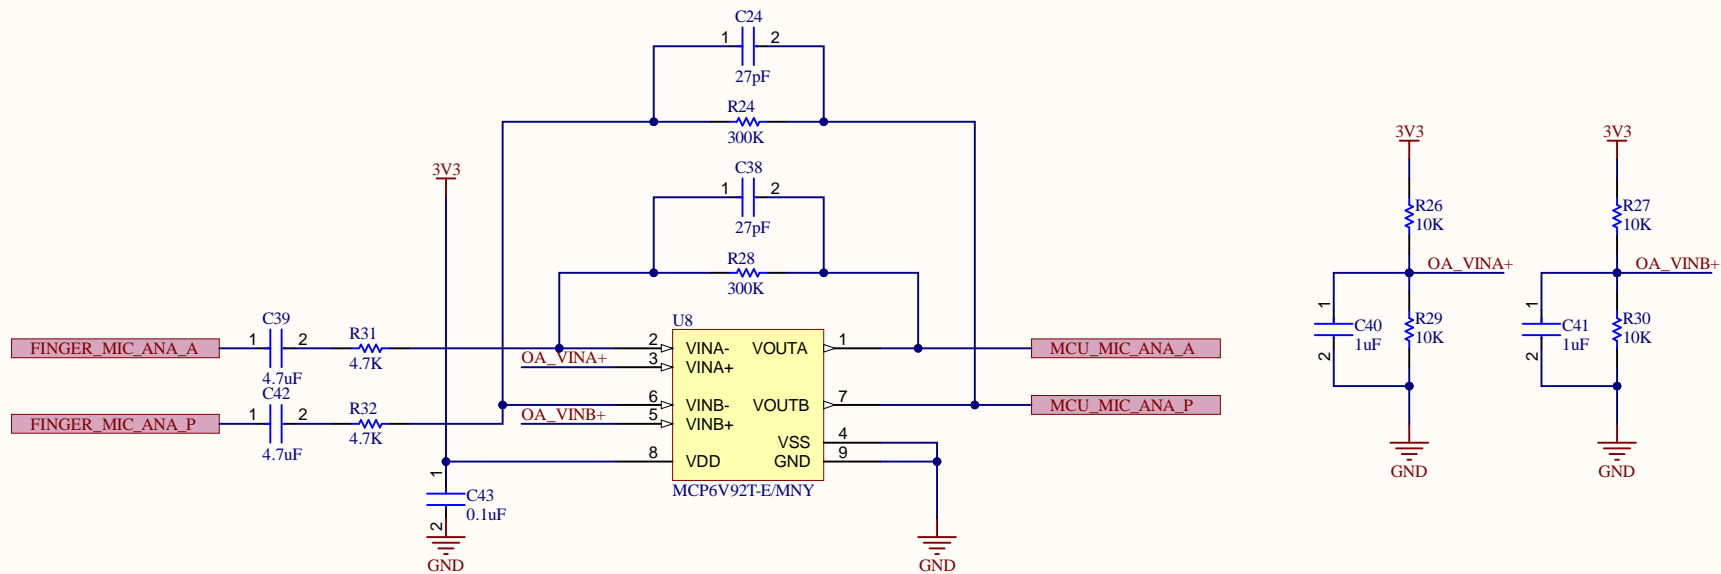 C24
1 2
27pF
R24
300K
3V3
C38
1 2
27pF
R28
300K
C39
1 2
4.7uF
R31
4.7K
FINGER_MIC_ANA_A
C42
1 2
4.7uF
R32
4.7K
FINGER_MIC_ANA_P
OA_VINA+
OA_VINB+
U8
2 VINA-
3 VINA+
6 VINB-
5 VINB+
8 VDD
VOUTA 1
VOUTB 7
VSS 4
GND 9
MCP6V92T-E/MNY
MCU_MIC_ANA_A
MCU_MIC_ANA_P
1
C43
0.1uF
2
GND
GND
3V3
R26
10K
OA_VINA+
1
C40
1uF
2
R29
10K
GND
3V3
R27
10K
OA_VINB+
1
C41
1uF
2
R30
10K
GND